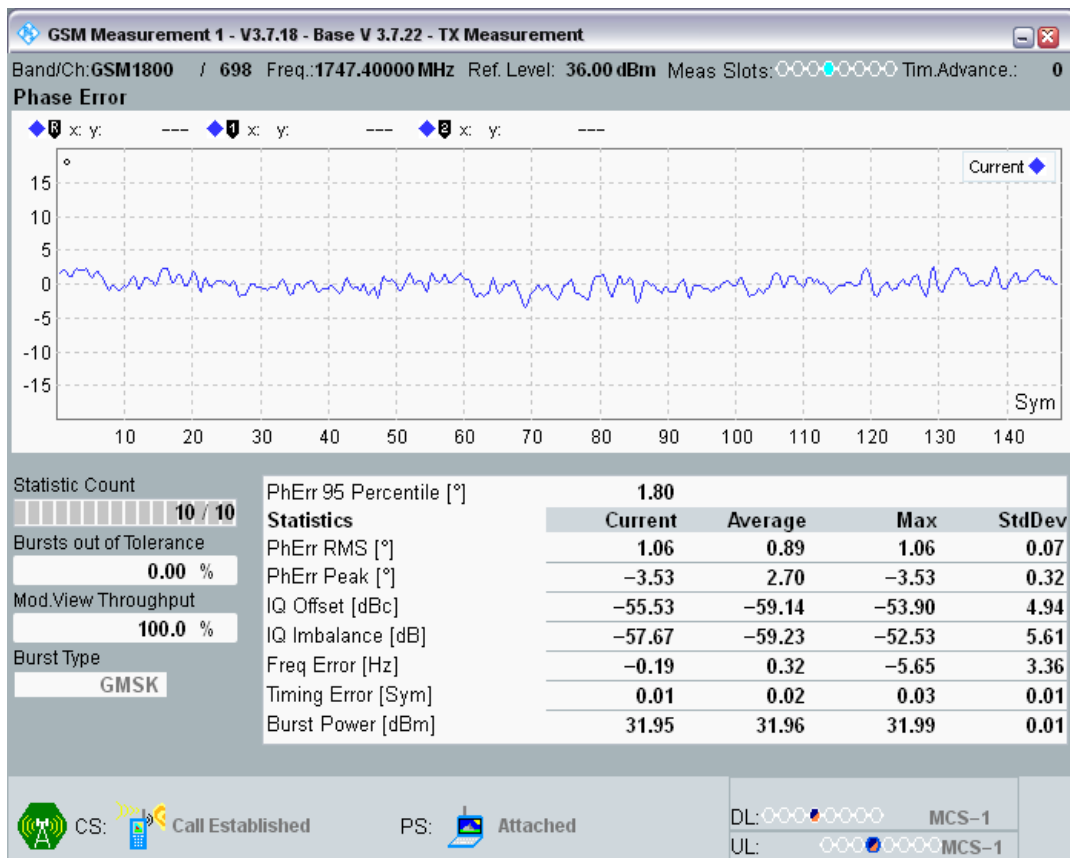 GSM Measurement 1 - V3.7.18 - Base V 3.7.22 - TX Measurement
Band/Ch:GSM1800 / 698 Freq.:1747.40000 MHz Ref. Level: 36.00 dBm Meas Slots: Tim.Advance.: 0
Phase Error
R x: y: --- 1 x: y: --- 2 x: y: ---
° Current
15
10
5
0
-5
-10
-15
Sym
10 20 30 40 50 60 70 80 90 100 110 120 130 140
Statistic Count
10 / 10
Bursts out of Tolerance
0.00 %
Mod.View Throughput
100.0 %
Burst Type
GMSK
PhErr 95 Percentile [°] 1.80
Statistics Current Average Max StdDev
PhErr RMS [°] 1.06 0.89 1.06 0.07
PhErr Peak [°] −3.53 2.70 −3.53 0.32
IQ Offset [dBc] −55.53 −59.14 −53.90 4.94
IQ Imbalance [dB] −57.67 −59.23 −52.53 5.61
Freq Error [Hz] −0.19 0.32 −5.65 3.36
Timing Error [Sym] 0.01 0.02 0.03 0.01
Burst Power [dBm] 31.95 31.96 31.99 0.01
CS: Call Established PS: Attached
DL: MCS−1
UL: MCS−1